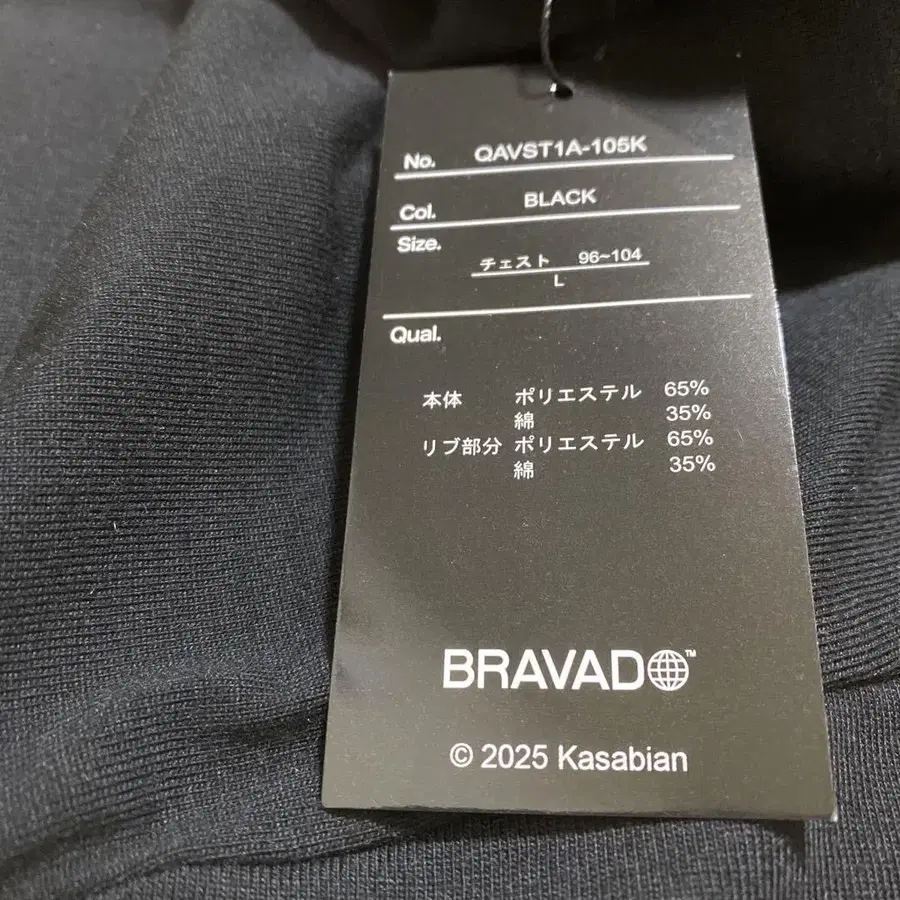 No. QAVST1A-105K
Col. BLACK
Size.
チェスト 96~104
L
Qual.
本体 ポリエステル 65%
綿 35%
リブ部分 ポリエステル 65%
綿 35%
BRAVADO™
© 2025 Kasabian